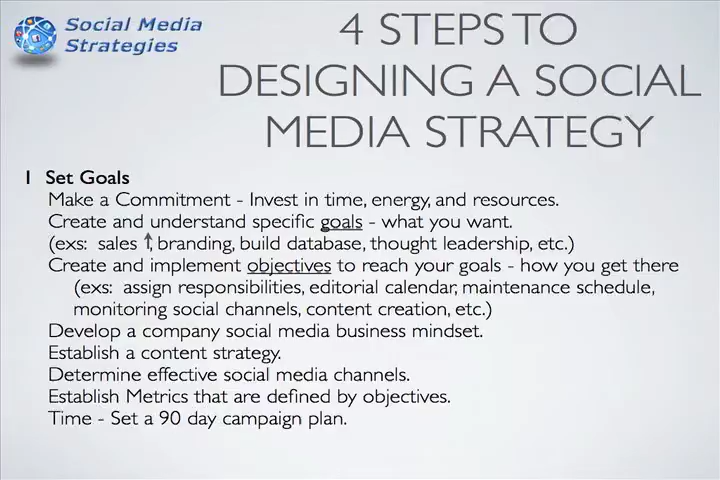 Social Media
Strategies
4 STEPS TO
DESIGNING A SOCIAL
MEDIA STRATEGY
1 Set Goals
Make a Commitment - Invest in time, energy, and resources.
Create and understand specific goals - what you want.
(exs: sales ↑, branding, build database, thought leadership, etc.)
Create and implement objectives to reach your goals - how you get there
(exs: assign responsibilities, editorial calendar, maintenance schedule,
monitoring social channels, content creation, etc.)
Develop a company social media business mindset.
Establish a content strategy.
Determine effective social media channels.
Establish Metrics that are defined by objectives.
Time - Set a 90 day campaign plan.